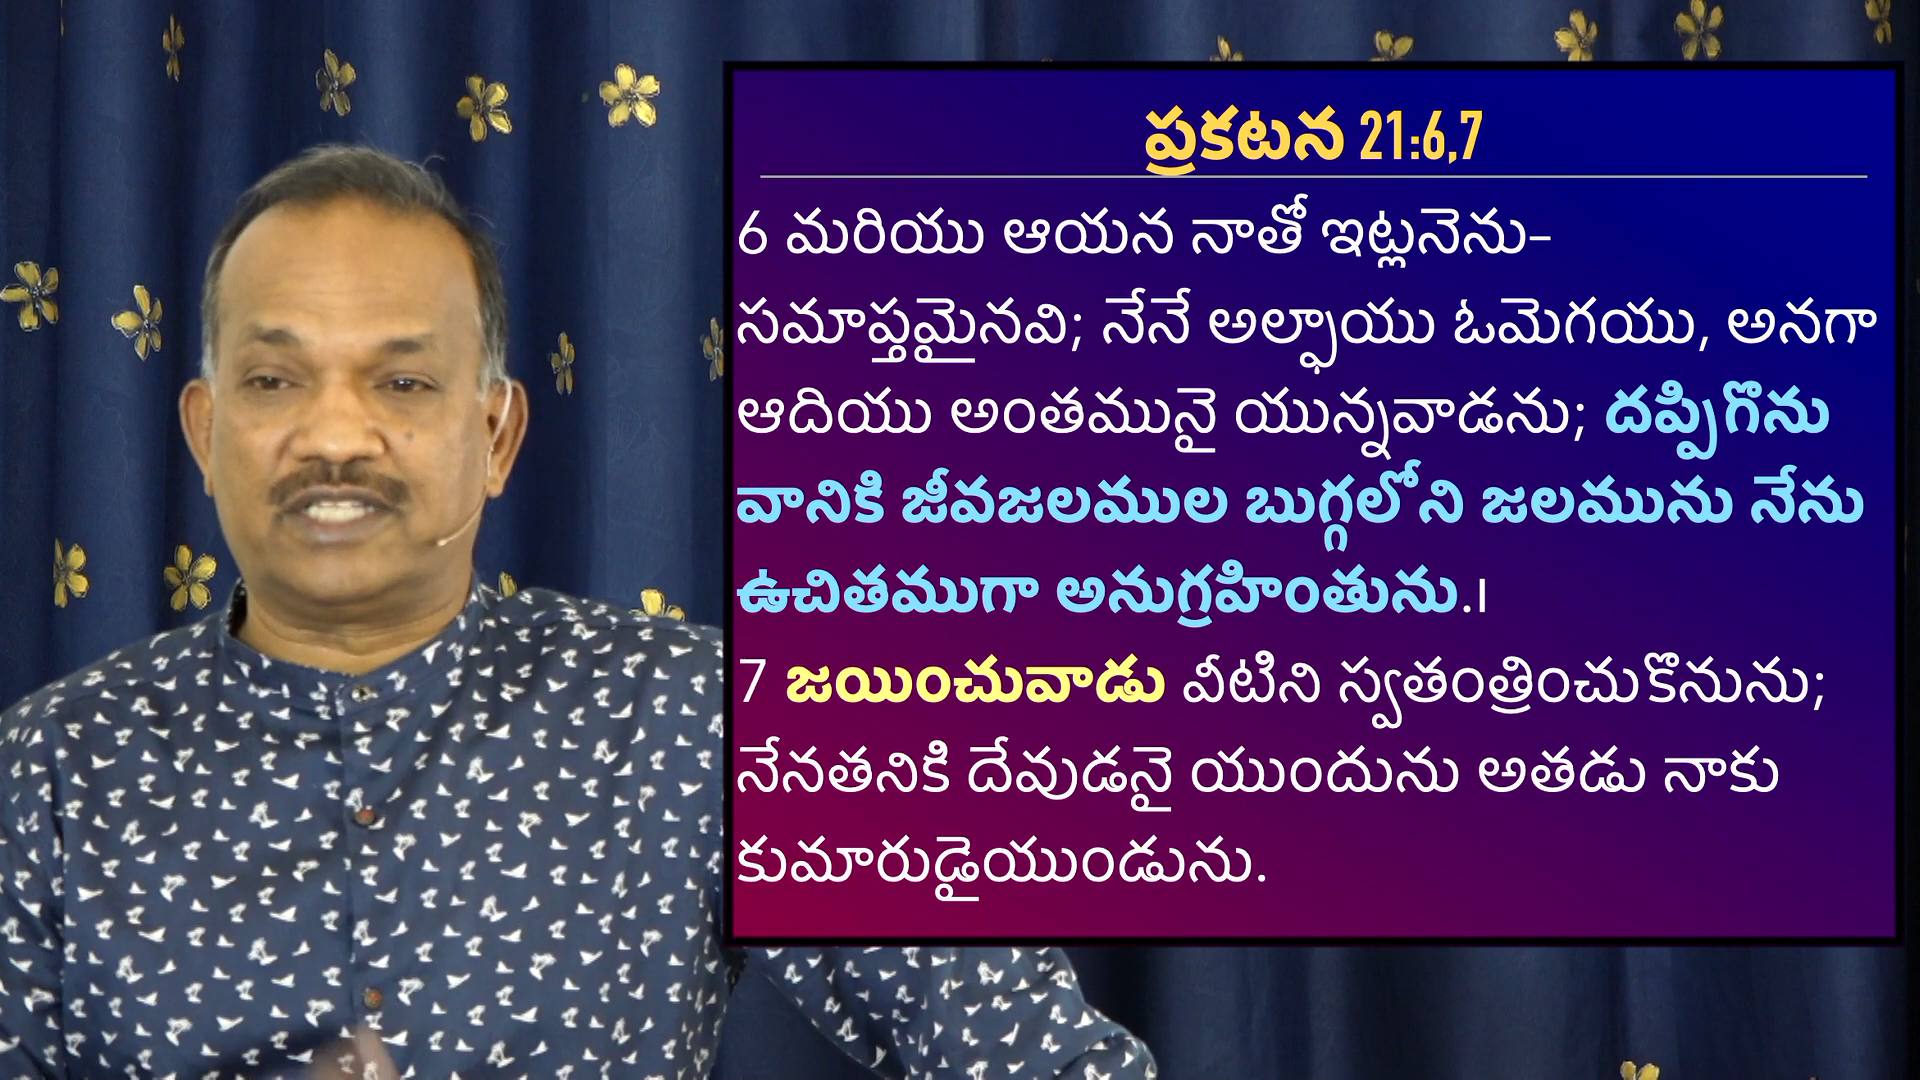 ప్రకటన 21:6,7
6 మరియు ఆయన నాతో ఇట్లనెను–
సమాప్తమైనవి; నేనే అల్ఫాయు ఓమెగయు, అనగా
ఆదియు అంతమునై యున్నవాడను; దప్పిగొను
వానికి జీవజలముల బుగ్గలోని జలమును నేను
ఉచితముగా అనుగ్రహింతును.।
7 జయించువాడు వీటిని స్వతంత్రించుకొనును;
నేనతనికి దేవుడనై యుందును అతడు నాకు
కుమారుడైయుండును.